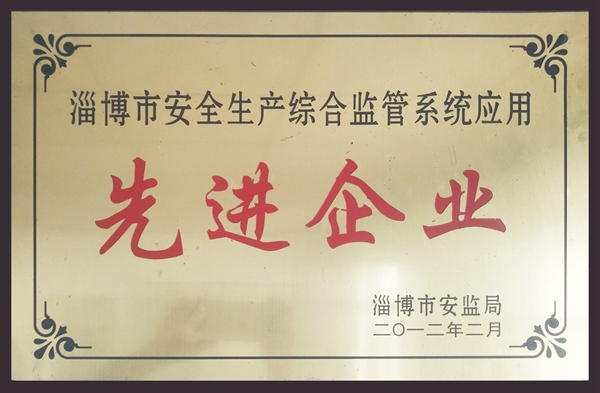 淄博市安全生产综合监管系统应用
先进企业
淄博市安监局
二〇一二年二月